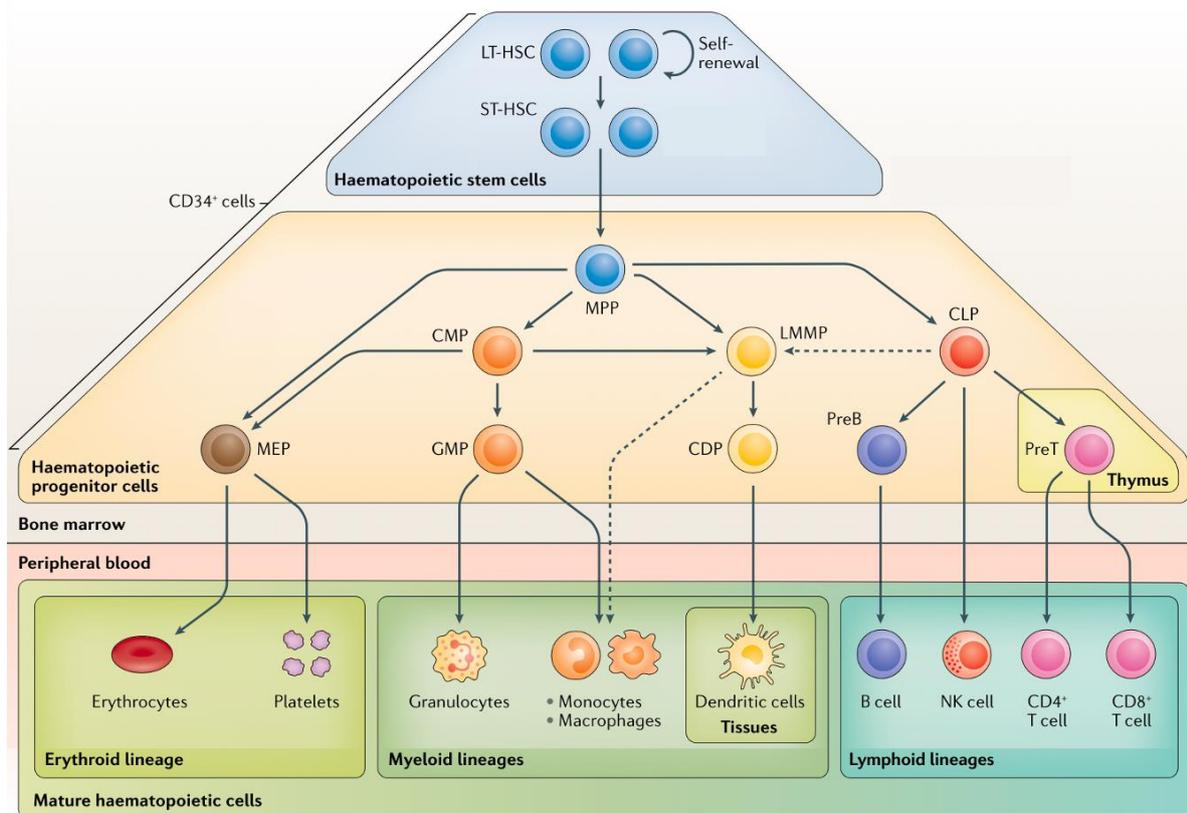 LT-HSC
Self-
renewal
ST-HSC
Haematopoietic stem cells
CD34⁺ cells
MPP
CMP
LMMP
CLP
MEP
GMP
CDP
PreB
PreT
Thymus
Haematopoietic
progenitor cells
Bone marrow
Peripheral blood
Erythrocytes
Platelets
Granulocytes
• Monocytes
• Macrophages
Dendritic cells
Tissues
B cell
NK cell
CD4⁺
T cell
CD8⁺
T cell
Erythroid lineage
Myeloid lineages
Lymphoid lineages
Mature haematopoietic cells